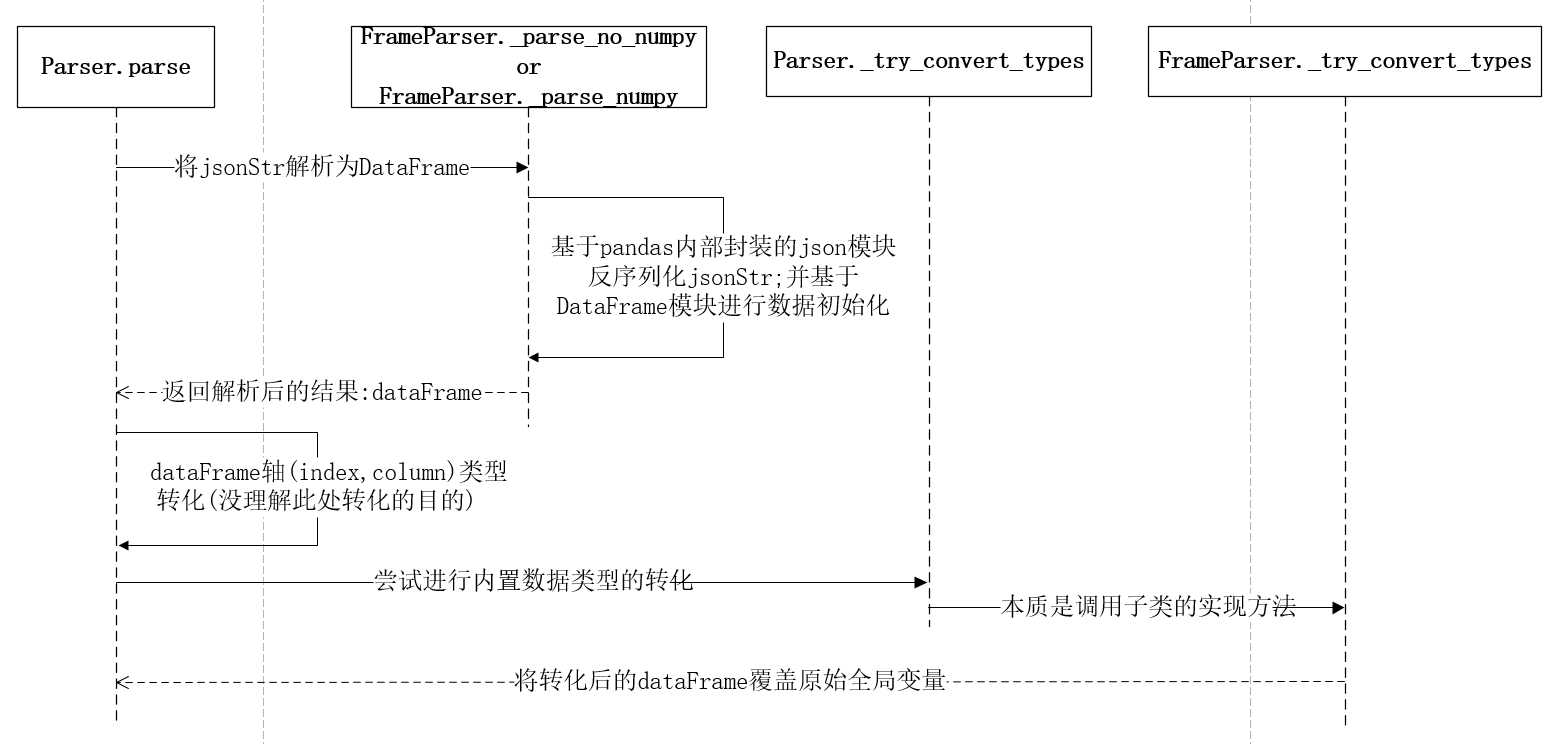 Parser.parse
FrameParser._parse_no_numpy
or
FrameParser._parse_numpy
Parser._try_convert_types
FrameParser._try_convert_types
将jsonStr解析为DataFrame
基于pandas内部封装的json模块
反序列化jsonStr;并基于
DataFrame模块进行数据初始化
返回解析后的结果:dataFrame
dataFrame轴(index,column)类型
转化(没理解此处转化的目的)
尝试进行内置数据类型的转化
本质是调用子类的实现方法
将转化后的dataFrame覆盖原始全局变量